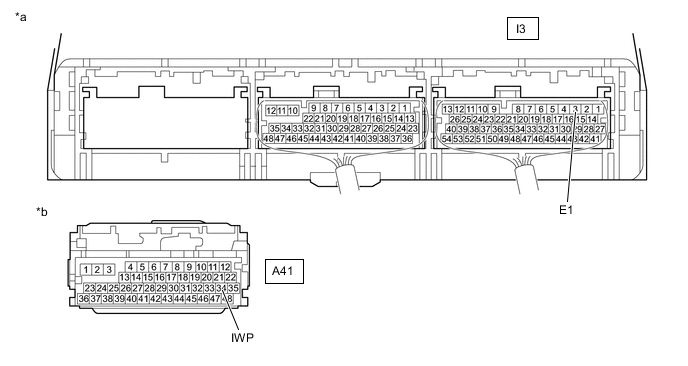 *a
I3
12 11 10 9 8 7 6 5 4 3 2 1
22 21 20 19 18 17 16 15 14 13
35 34 33 32 31 30 29 28 27 26 25 24 23
48 47 46 45 44 43 42 41 40 39 38 37 36
13 12 11 10 9 8 7 6 5 4 3 2 1
26 25 24 23 22 21 20 19 18 17 16 15 14
40 39 38 37 36 35 34 33 32 31 30 29 28 27
54 53 52 51 50 49 48 47 46 45 44 43 42 41
E1
*b
A41
1 2 3 4 5 6 7 8 9 10 11 12
13 14 15 16 17 18 19 20 21 22
23 24 25 26 27 28 29 30 31 32 33 34 35
36 37 38 39 40 41 42 43 44 45 46 47 48
IWP